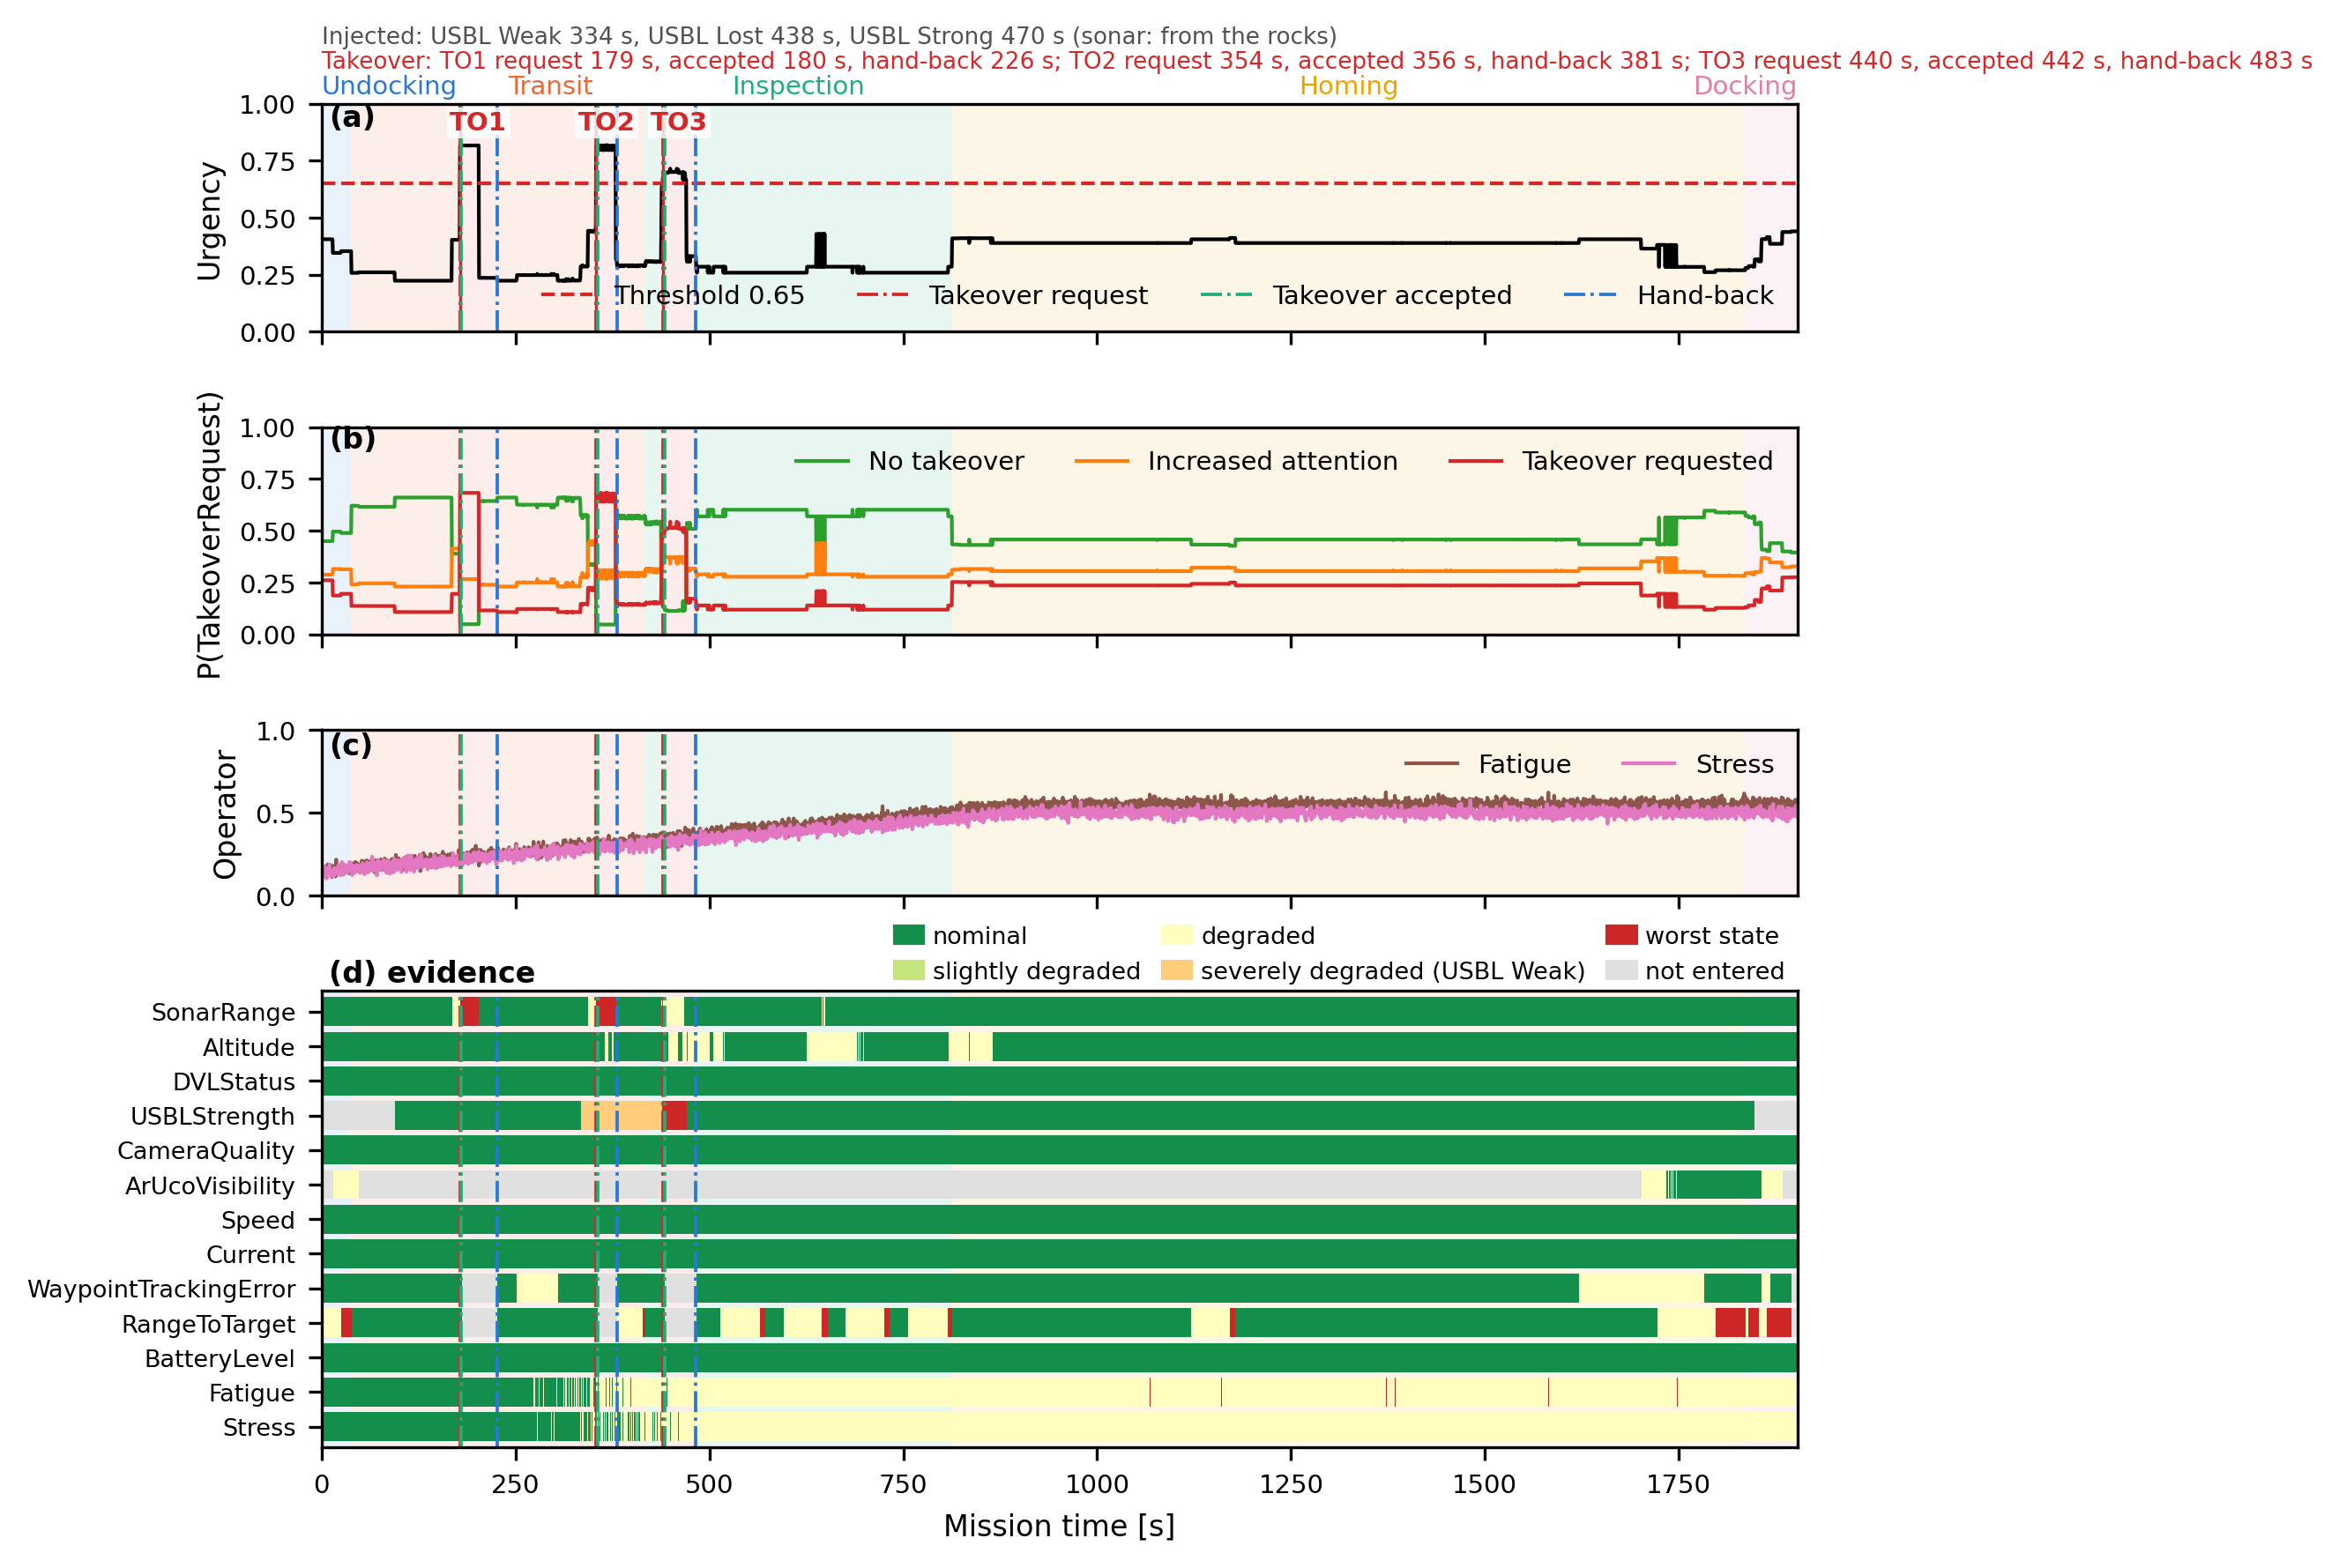 Injected: USBL Weak 334 s, USBL Lost 438 s, USBL Strong 470 s (sonar: from the rocks)
Takeover: TO1 request 179 s, accepted 180 s, hand-back 226 s; TO2 request 354 s, accepted 356 s, hand-back 381 s; TO3 request 440 s, accepted 442 s, hand-back 483 s
Undocking Transit Inspection Homing Docking
(a) TO1 TO2 TO3
Urgency
1.00
0.75
0.50
0.25
0.00
Threshold 0.65 Takeover request Takeover accepted Hand-back
(b)
P(TakeoverRequest)
1.00
0.75
0.50
0.25
0.00
No takeover Increased attention Takeover requested
(c)
Operator
1.0
0.5
0.0
Fatigue Stress
nominal degraded worst state
slightly degraded severely degraded (USBL Weak) not entered
(d) evidence
SonarRange
Altitude
DVLStatus
USBLStrength
CameraQuality
ArUcoVisibility
Speed
Current
WaypointTrackingError
RangeToTarget
BatteryLevel
Fatigue
Stress
0 250 500 750 1000 1250 1500 1750
Mission time [s]